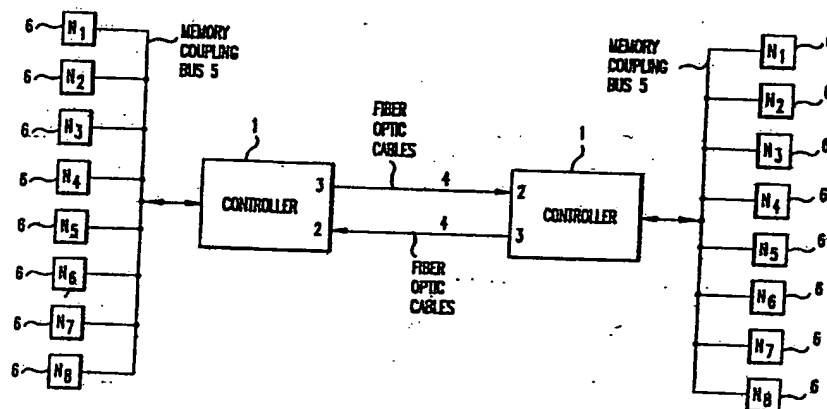 6 N1
6 N2
6 N3
6 N4
6 N5
6 N6
6 N7
6 N8
MEMORY
COUPLING
BUS 5
1
CONTROLLER
3
2
FIBER
OPTIC
CABLES
4
4
FIBER
OPTIC
CABLES
1
2
CONTROLLER
3
MEMORY
COUPLING
BUS 5
N1 6
N2 6
N3 6
N4 6
N5 6
N6 6
N7 6
N8 6